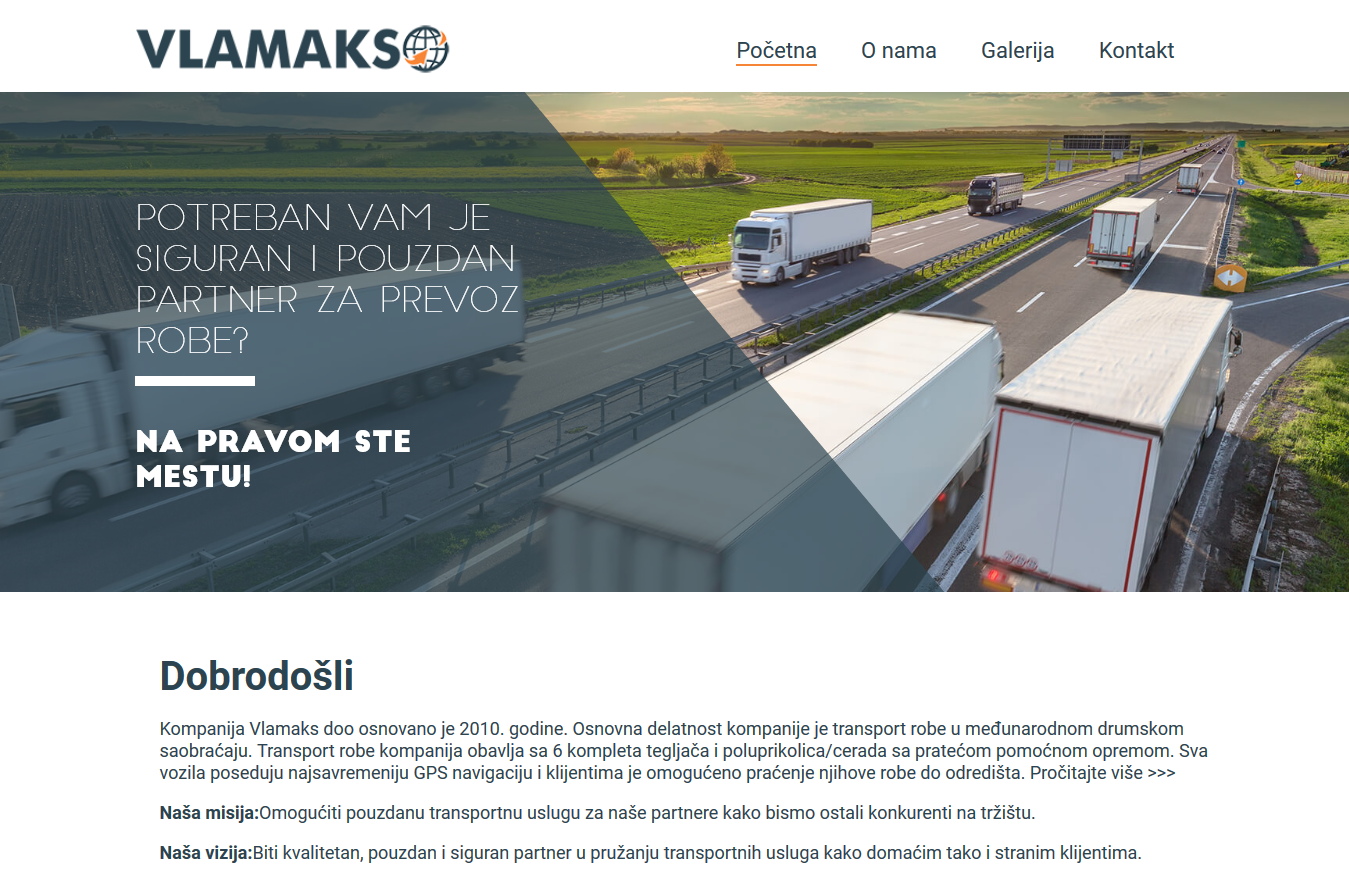 VLAMAKS
Početna O nama Galerija Kontakt
POTREBAN VAM JE
SIGURAN I POUZDAN
PARTNER ZA PREVOZ
ROBE?
NA PRAVOM STE
MESTU!
Dobrodošli
Kompanija Vlamaks doo osnovano je 2010. godine. Osnovna delatnost kompanije je transport robe u međunarodnom drumskom
saobraćaju. Transport robe kompanija obavlja sa 6 kompleta tegljača i poluprikolica/cerada sa pratećom pomoćnom opremom. Sva
vozila poseduju najsavremeniju GPS navigaciju i klijentima je omogućeno praćenje njihove robe do odredišta. Pročitajte više >>>
Naša misija:Omogućiti pouzdanu transportnu uslugu za naše partnere kako bismo ostali konkurenti na tržištu.
Naša vizija:Biti kvalitetan, pouzdan i siguran partner u pružanju transportnih usluga kako domaćim tako i stranim klijentima.